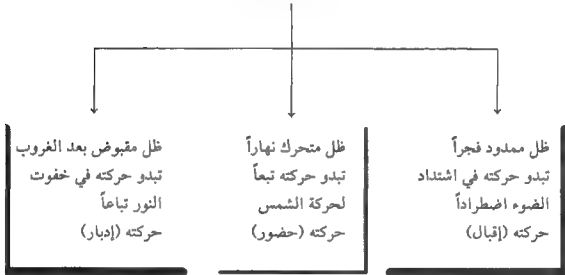 ظل ممدود فجراً
تبدو حركته في اشتداد
الضوء اضطراداً
حركته (إقبال)
ظل متحرك نهاراً
تبدو حركته تبعاً
لحركة الشمس
حركته (حضور)
ظل مقبوض بعد الغروب
تبدو حركته في خفوت
النور تباعاً
حركته (إدبار)